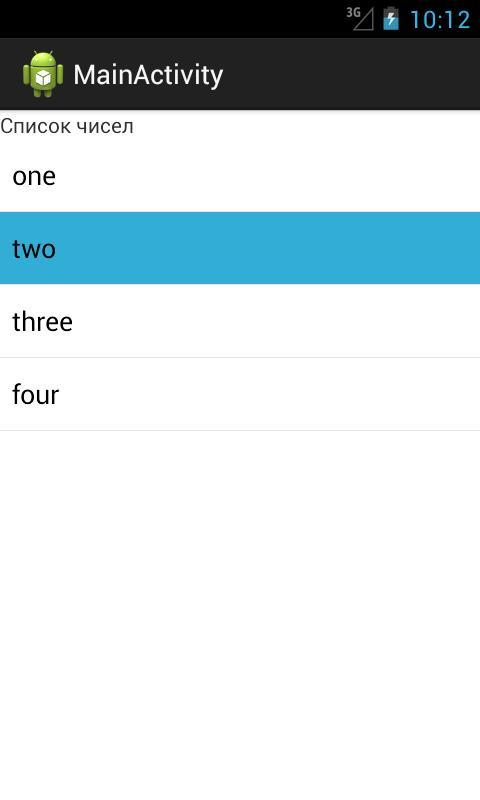 3G
10:12
MainActivity
Список чисел
one
two
three
four